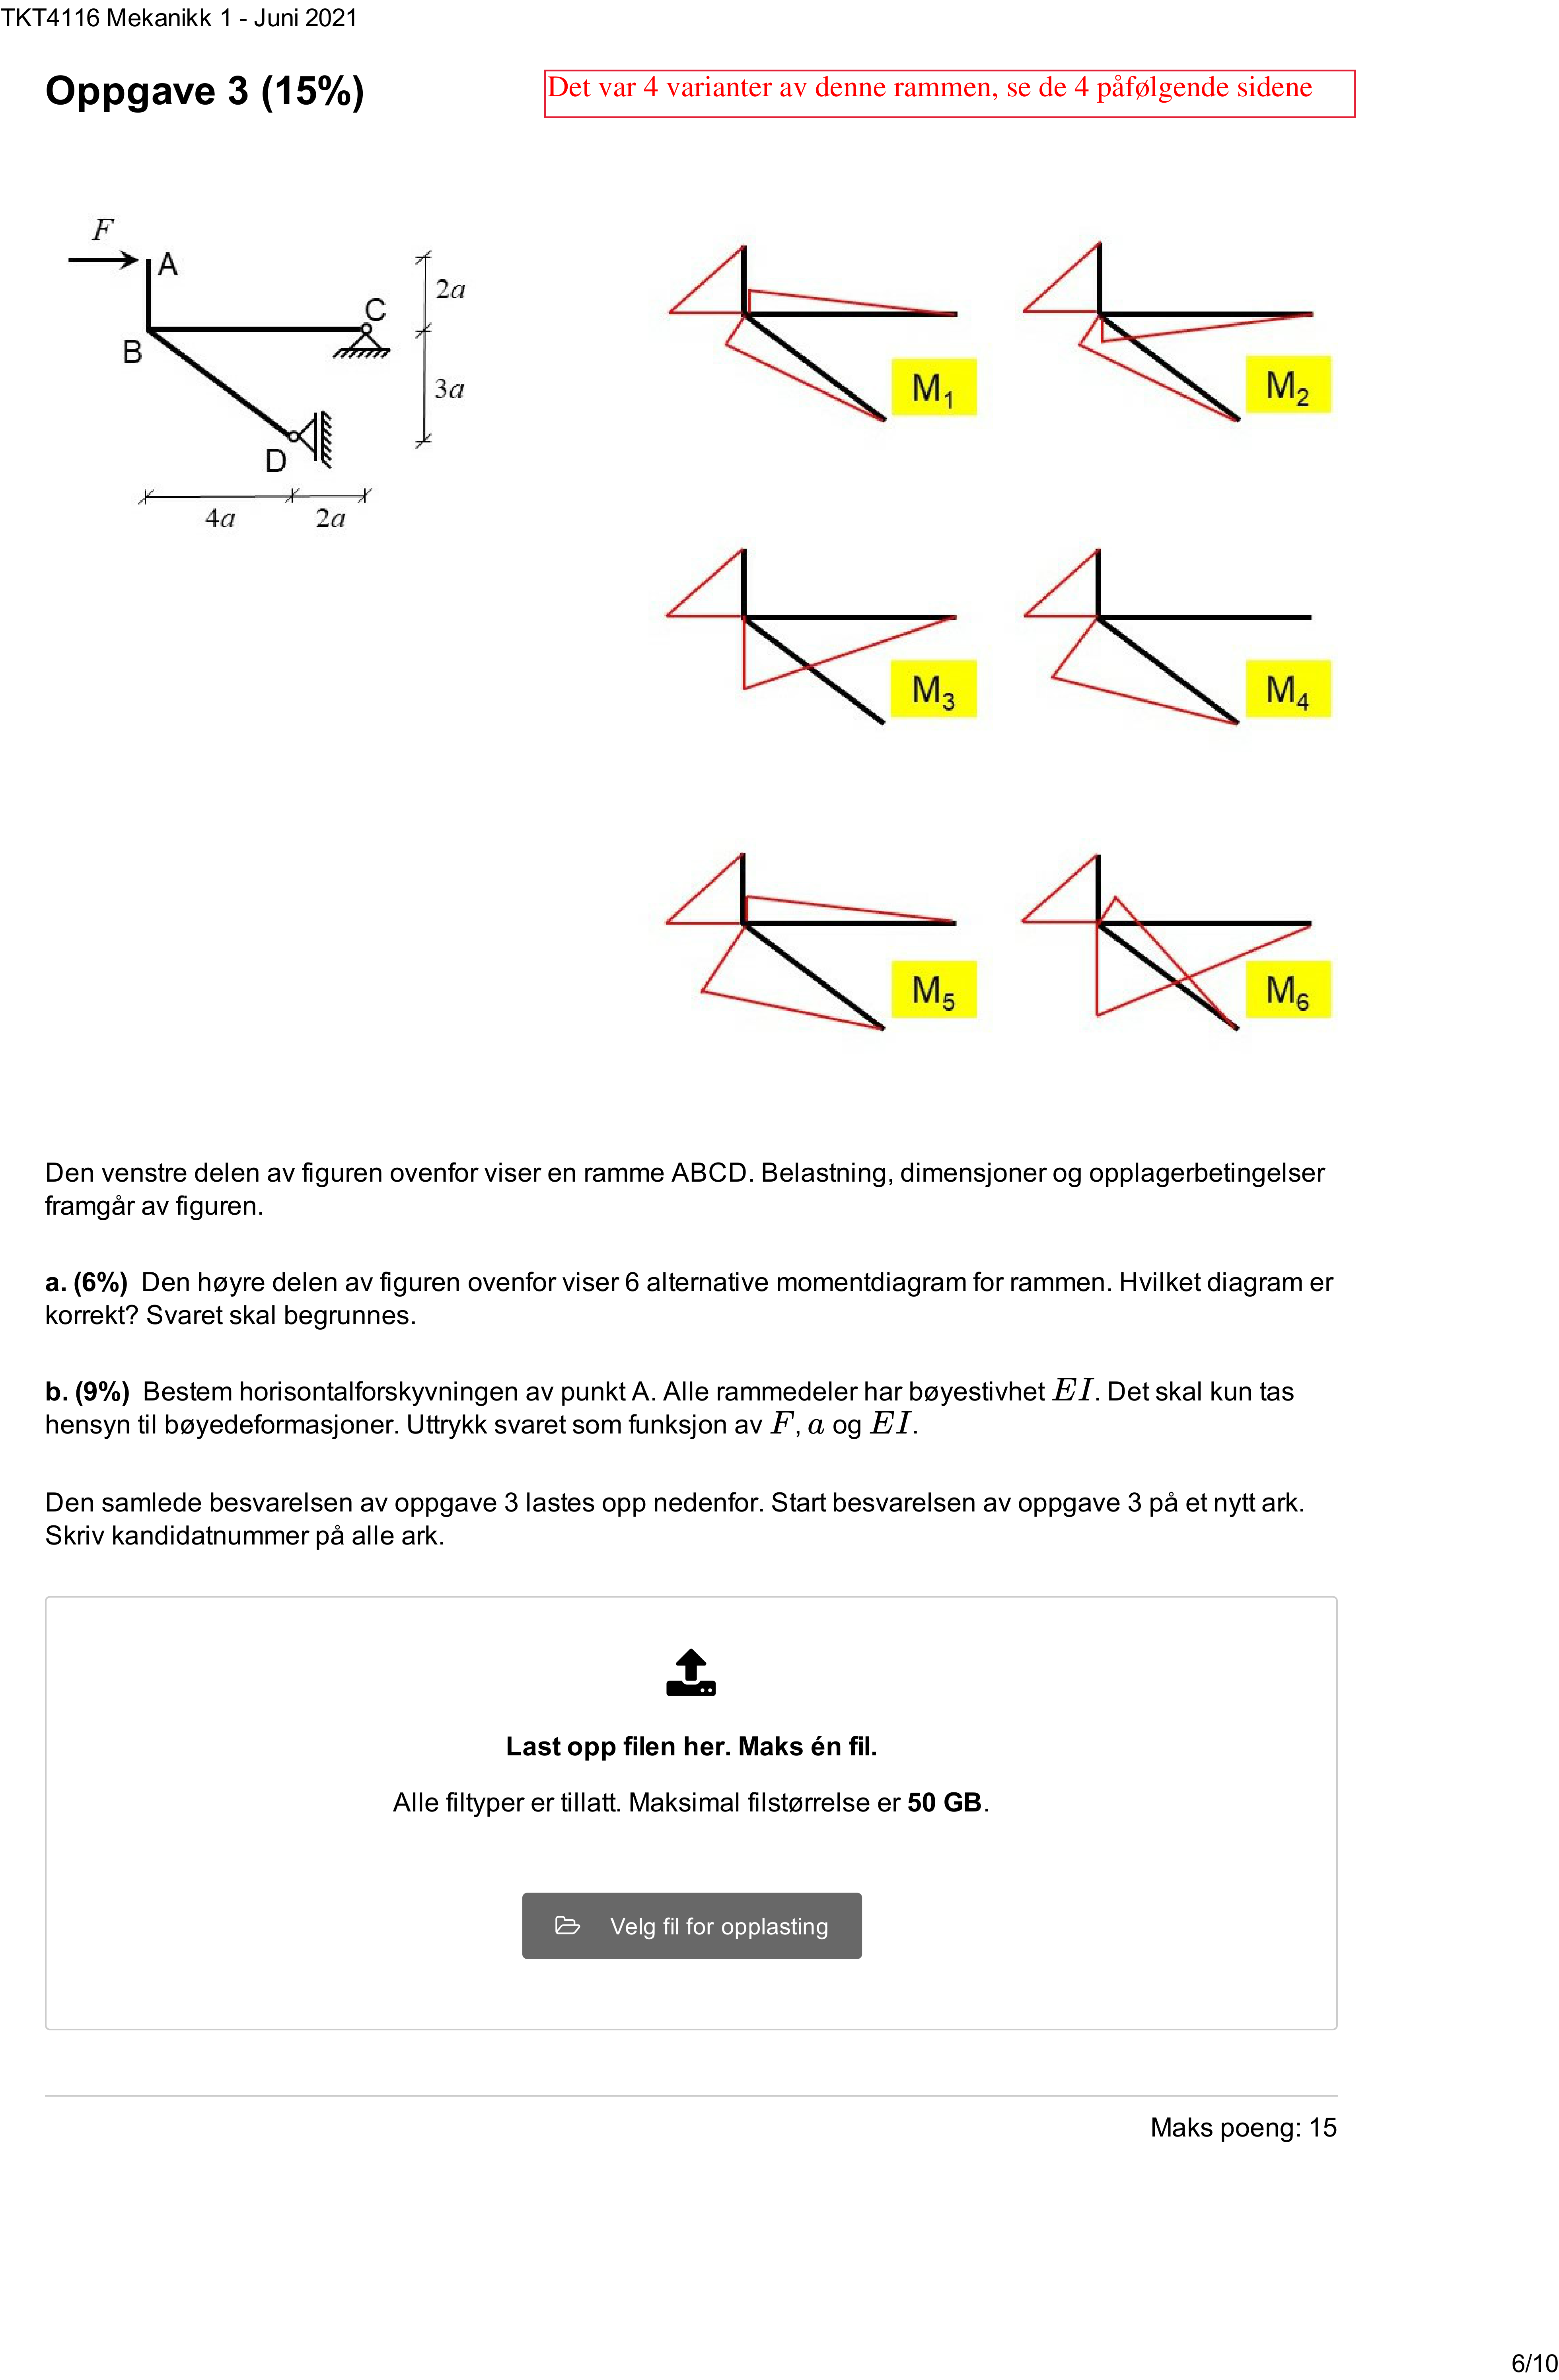 TKT4116 Mekanikk 1 - Juni 2021
Oppgave 3 (15%)
Det var 4 varianter av denne rammen, se de 4 påfølgende sidene
F
A
B
C
D
2a
3a
4a
2a
M1
M2
M3
M4
M5
M6
Den venstre delen av figuren ovenfor viser en ramme ABCD. Belastning, dimensjoner og opplagerbetingelser
framgår av figuren.
a. (6%) Den høyre delen av figuren ovenfor viser 6 alternative momentdiagram for rammen. Hvilket diagram er
korrekt? Svaret skal begrunnes.
b. (9%) Bestem horisontalforskyvningen av punkt A. Alle rammedeler har bøyestivhet EI. Det skal kun tas
hensyn til bøyedeformasjoner. Uttrykk svaret som funksjon av F, a og EI.
Den samlede besvarelsen av oppgave 3 lastes opp nedenfor. Start besvarelsen av oppgave 3 på et nytt ark.
Skriv kandidatnummer på alle ark.
Last opp filen her. Maks én fil.
Alle filtyper er tillatt. Maksimal filstørrelse er 50 GB.
Velg fil for opplasting
Maks poeng: 15
6/10